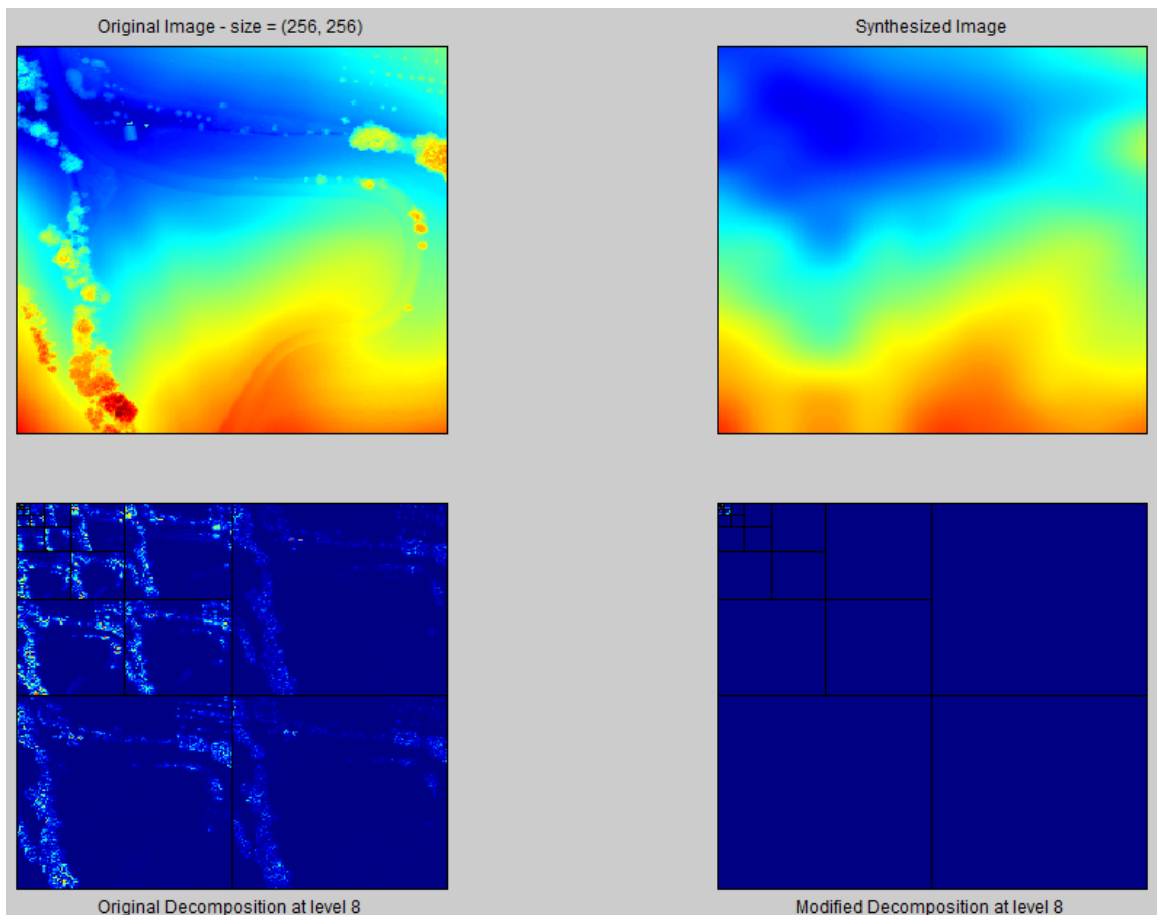 Original Image - size = (256, 256)
Synthesized Image
Original Decomposition at level 8
Modified Decomposition at level 8